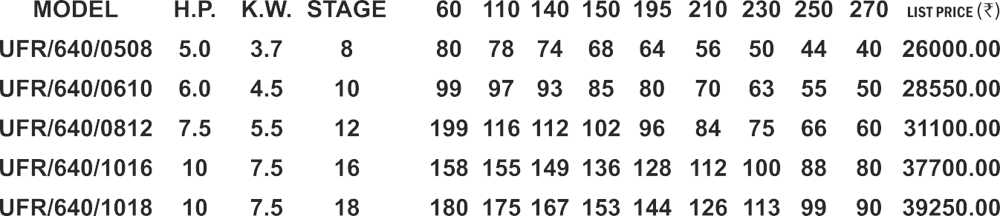 MODEL H.P. K.W. STAGE 60 110 140 150 195 210 230 250 270 LIST PRICE (₹)
UFR/640/0508 5.0 3.7 8 80 78 74 68 64 56 50 44 40 26000.00
UFR/640/0610 6.0 4.5 10 99 97 93 85 80 70 63 55 50 28550.00
UFR/640/0812 7.5 5.5 12 199 116 112 102 96 84 75 66 60 31100.00
UFR/640/1016 10 7.5 16 158 155 149 136 128 112 100 88 80 37700.00
UFR/640/1018 10 7.5 18 180 175 167 153 144 126 113 99 90 39250.00